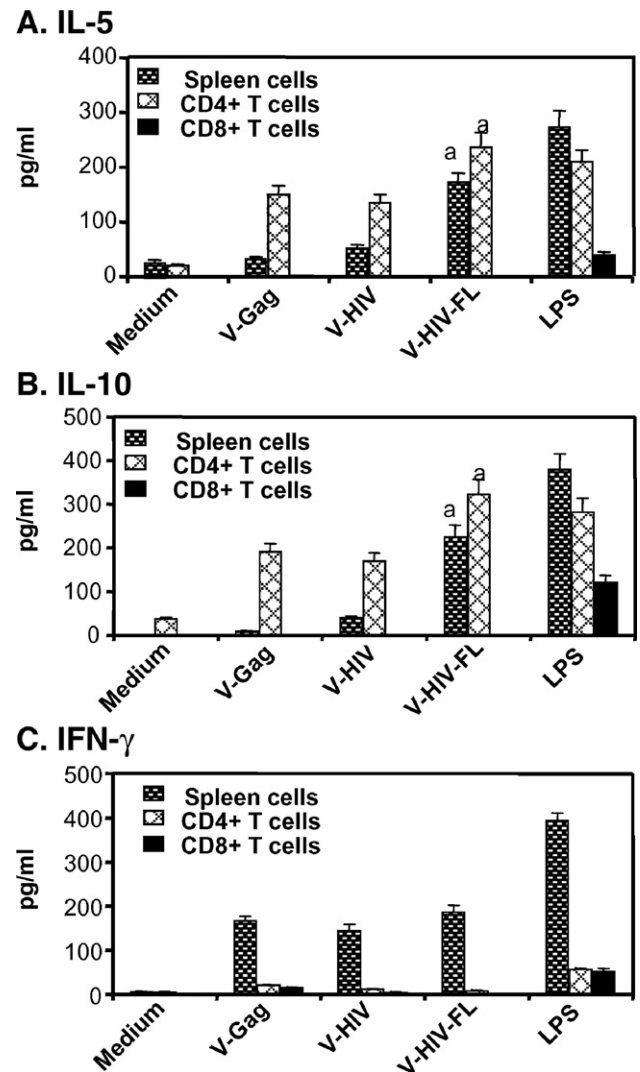 A. IL-5
400
300
200
100
0
pg/ml
Spleen cells
CD4+ T cells
CD8+ T cells
a
a
Medium
V-Gag
V-HIV
V-HIV-FL
LPS
B. IL-10
500
400
300
200
100
0
pg/ml
Spleen cells
CD4+ T cells
CD8+ T cells
a
a
Medium
V-Gag
V-HIV
V-HIV-FL
LPS
C. IFN-γ
500
400
300
200
100
0
pg/ml
Spleen cells
CD4+ T cells
CD8+ T cells
Medium
V-Gag
V-HIV
V-HIV-FL
LPS